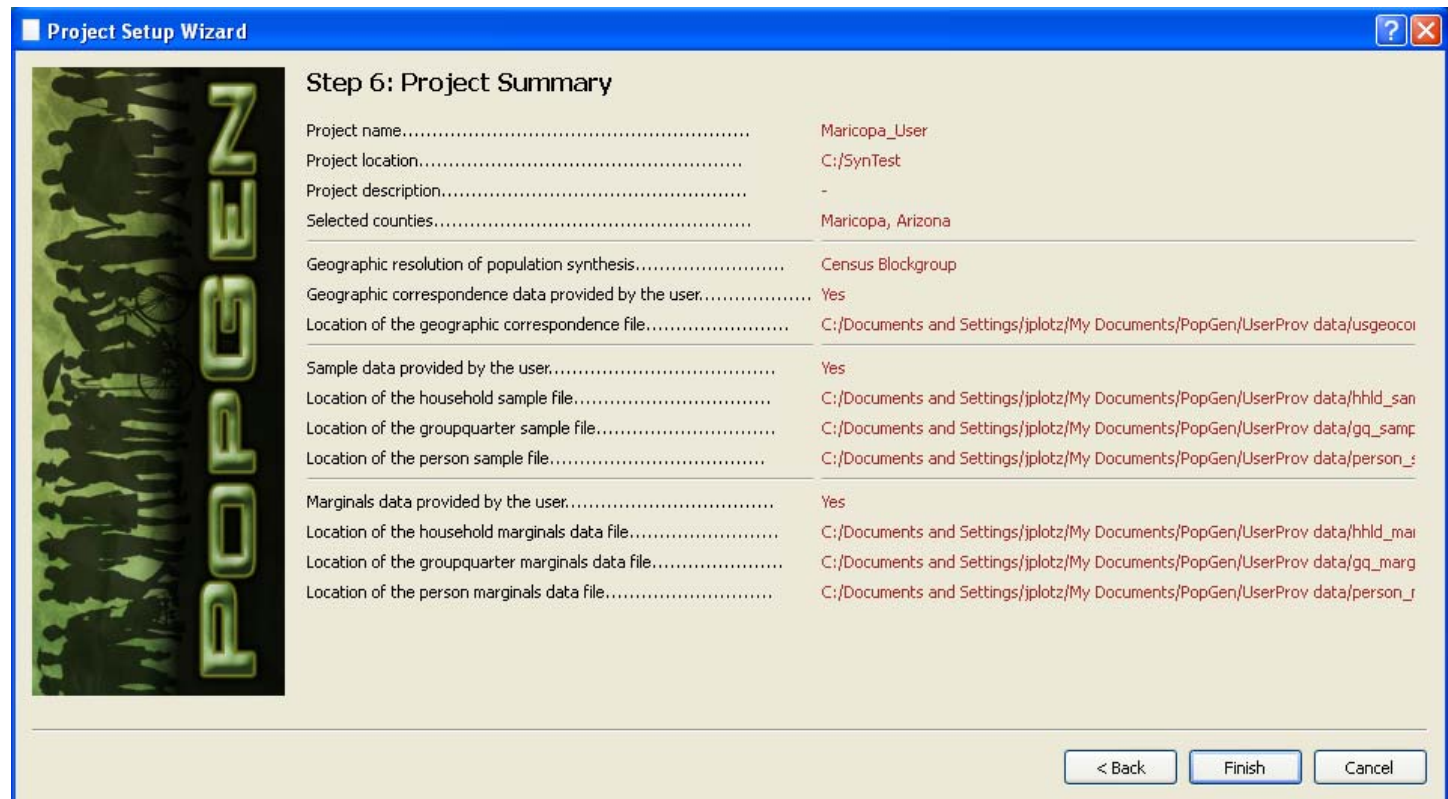 Project Setup Wizard
POPGEN
Step 6: Project Summary
Project name.......................................................... Maricopa_User
Project location...................................................... C:/SynTest
Project description................................................... -
Selected counties..................................................... Maricopa, Arizona
Geographic resolution of population synthesis......................... Census Blockgroup
Geographic correspondence data provided by the user................... Yes
Location of the geographic correspondence file........................ C:/Documents and Settings/jplotz/My Documents/PopGen/UserProv data/usgeocor
Sample data provided by the user...................................... Yes
Location of the household sample file................................. C:/Documents and Settings/jplotz/My Documents/PopGen/UserProv data/hhld_sam
Location of the groupquarter sample file.............................. C:/Documents and Settings/jplotz/My Documents/PopGen/UserProv data/gq_samp
Location of the person sample file.................................... C:/Documents and Settings/jplotz/My Documents/PopGen/UserProv data/person_s
Marginals data provided by the user................................... Yes
Location of the household marginals data file......................... C:/Documents and Settings/jplotz/My Documents/PopGen/UserProv data/hhld_mar
Location of the groupquarter marginals data file...................... C:/Documents and Settings/jplotz/My Documents/PopGen/UserProv data/gq_marg
Location of the person marginals data file............................ C:/Documents and Settings/jplotz/My Documents/PopGen/UserProv data/person_r
< Back Finish Cancel